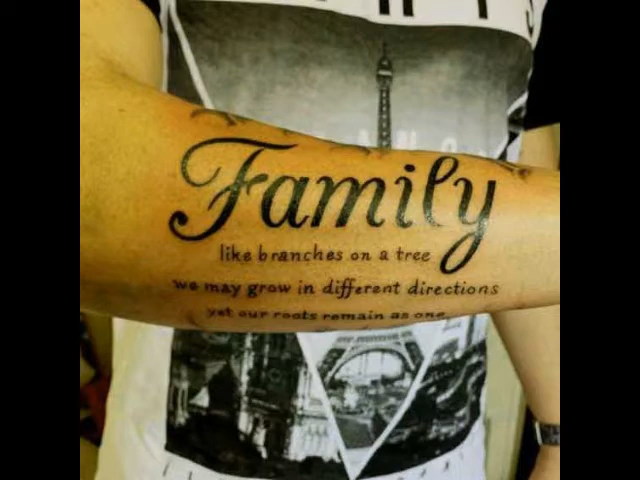 Family
like branches on a tree
we may grow in different directions
yet our roots remain as one